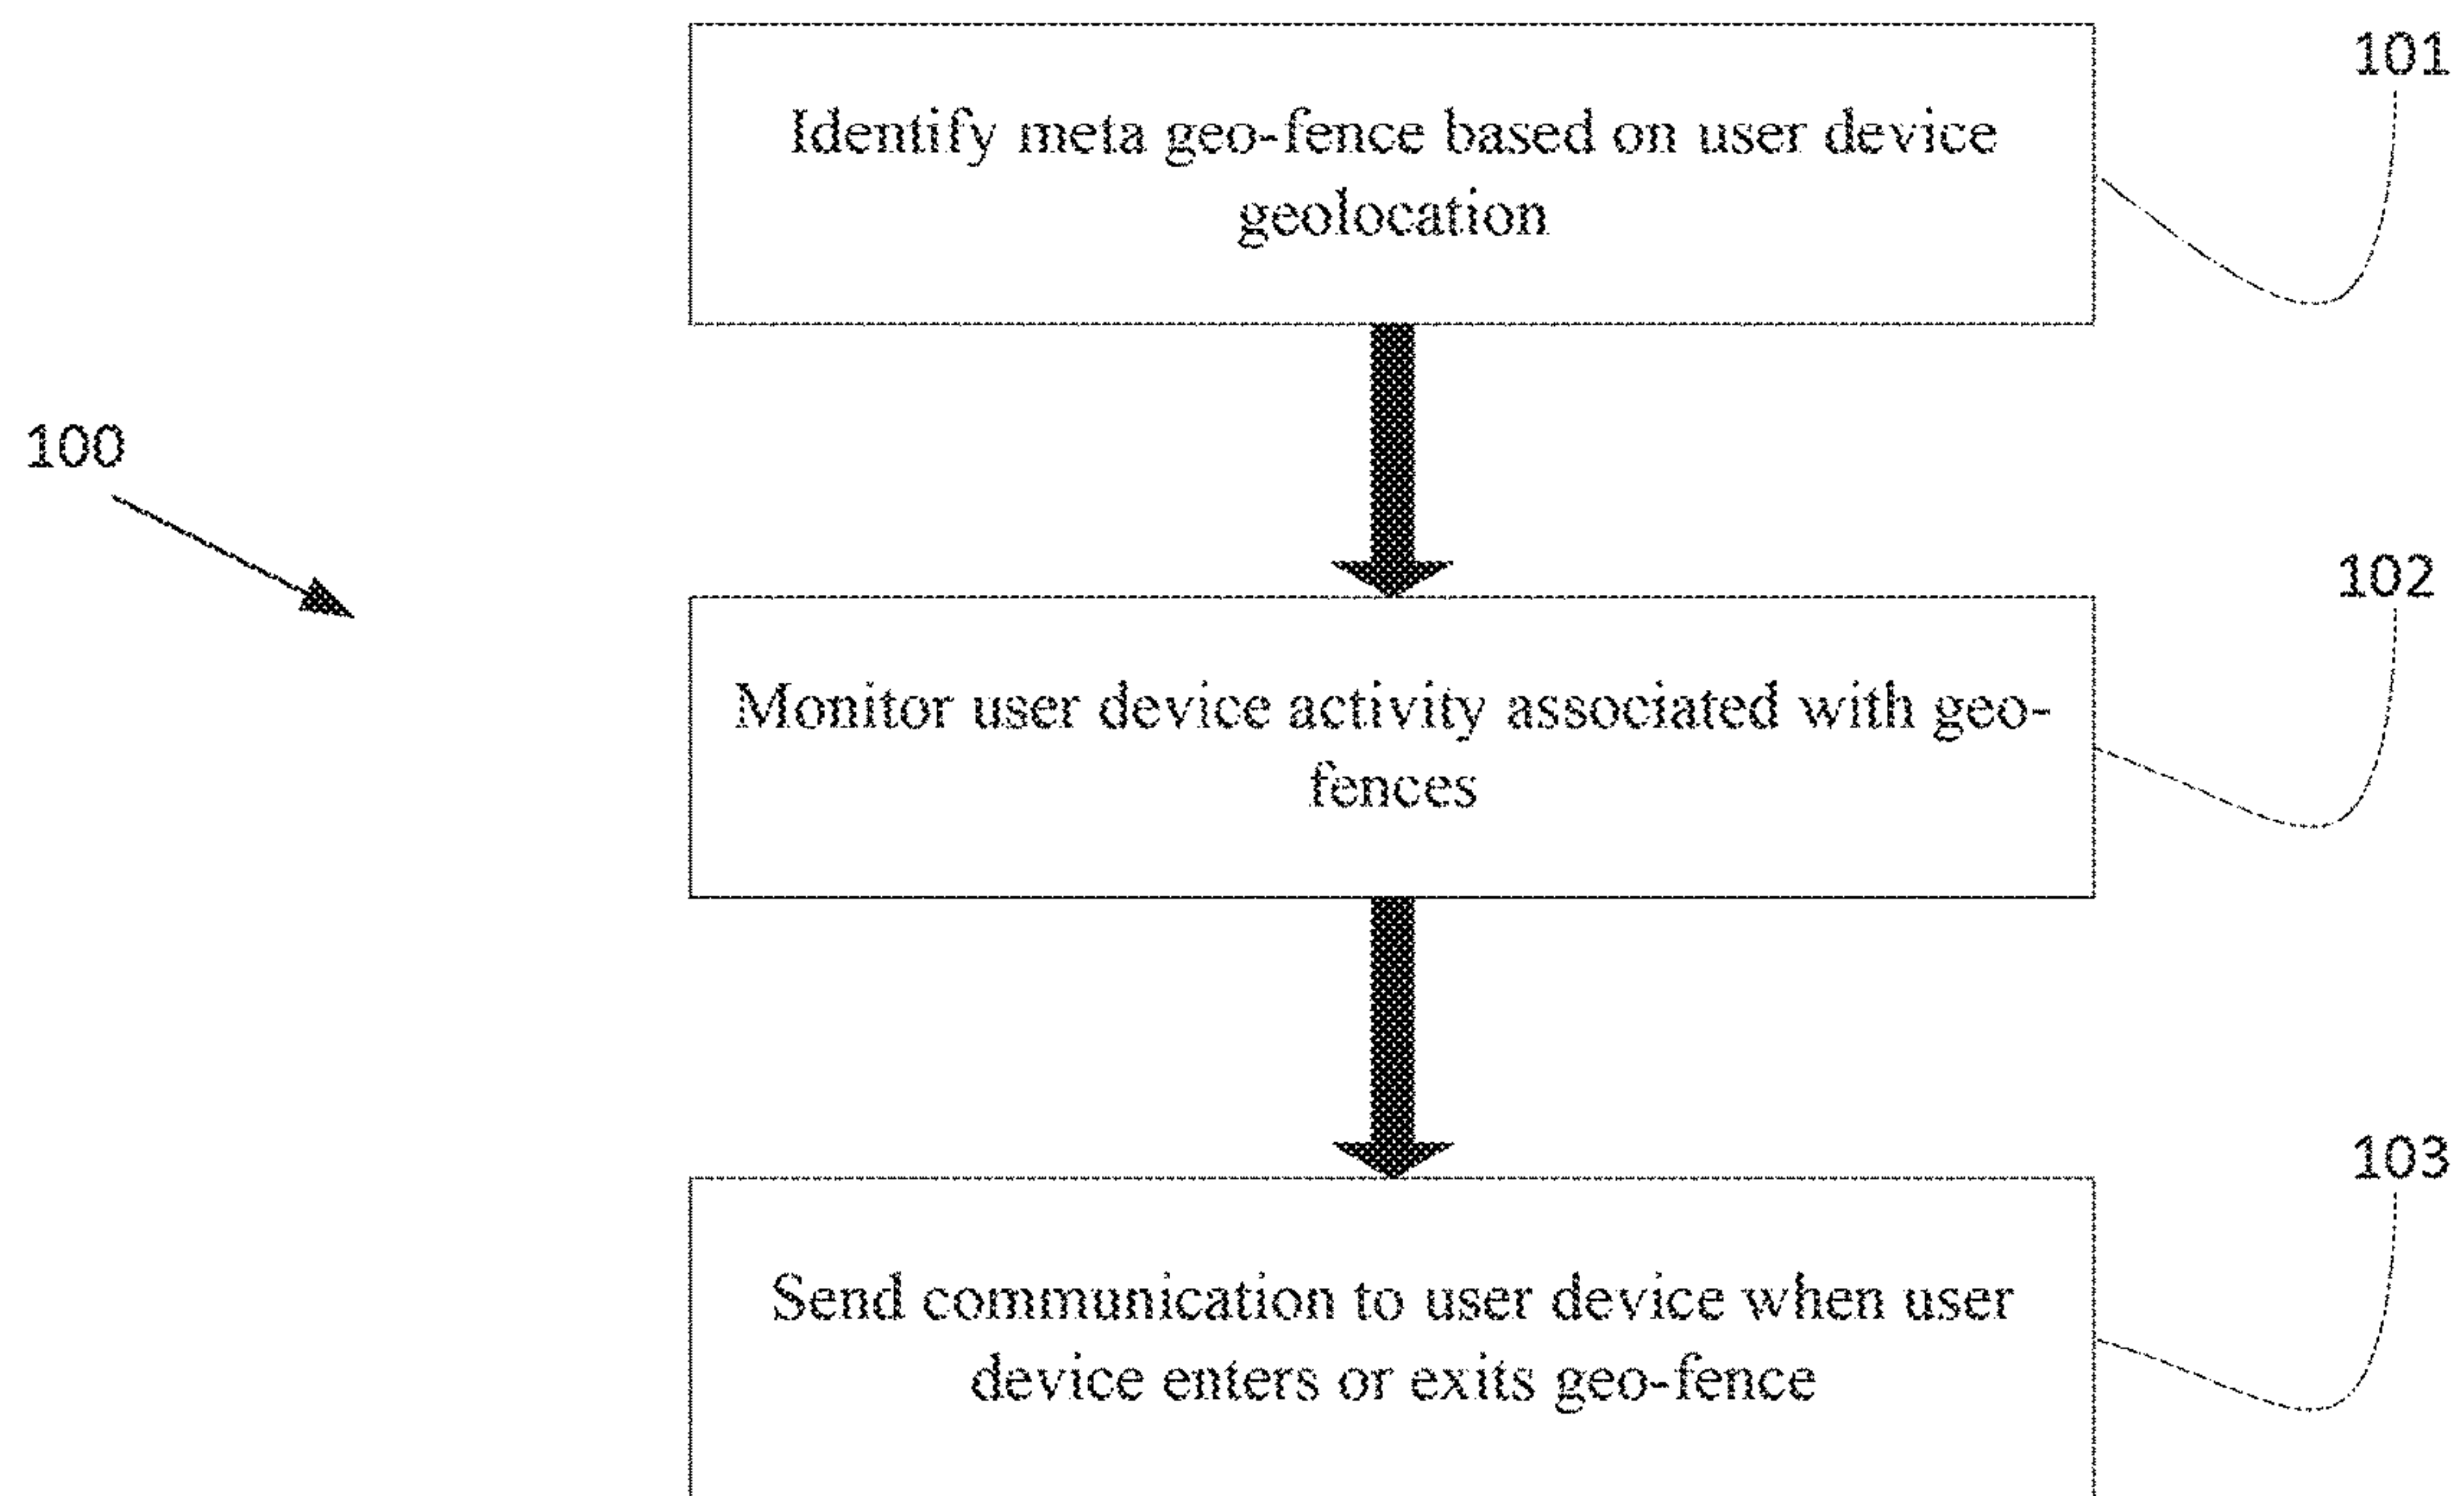 101
Identify meta geo-fence based on user device
geolocation
100
102
Monitor user device activity associated with geo-
fences
103
Send communication to user device when user
device enters or exits geo-fence